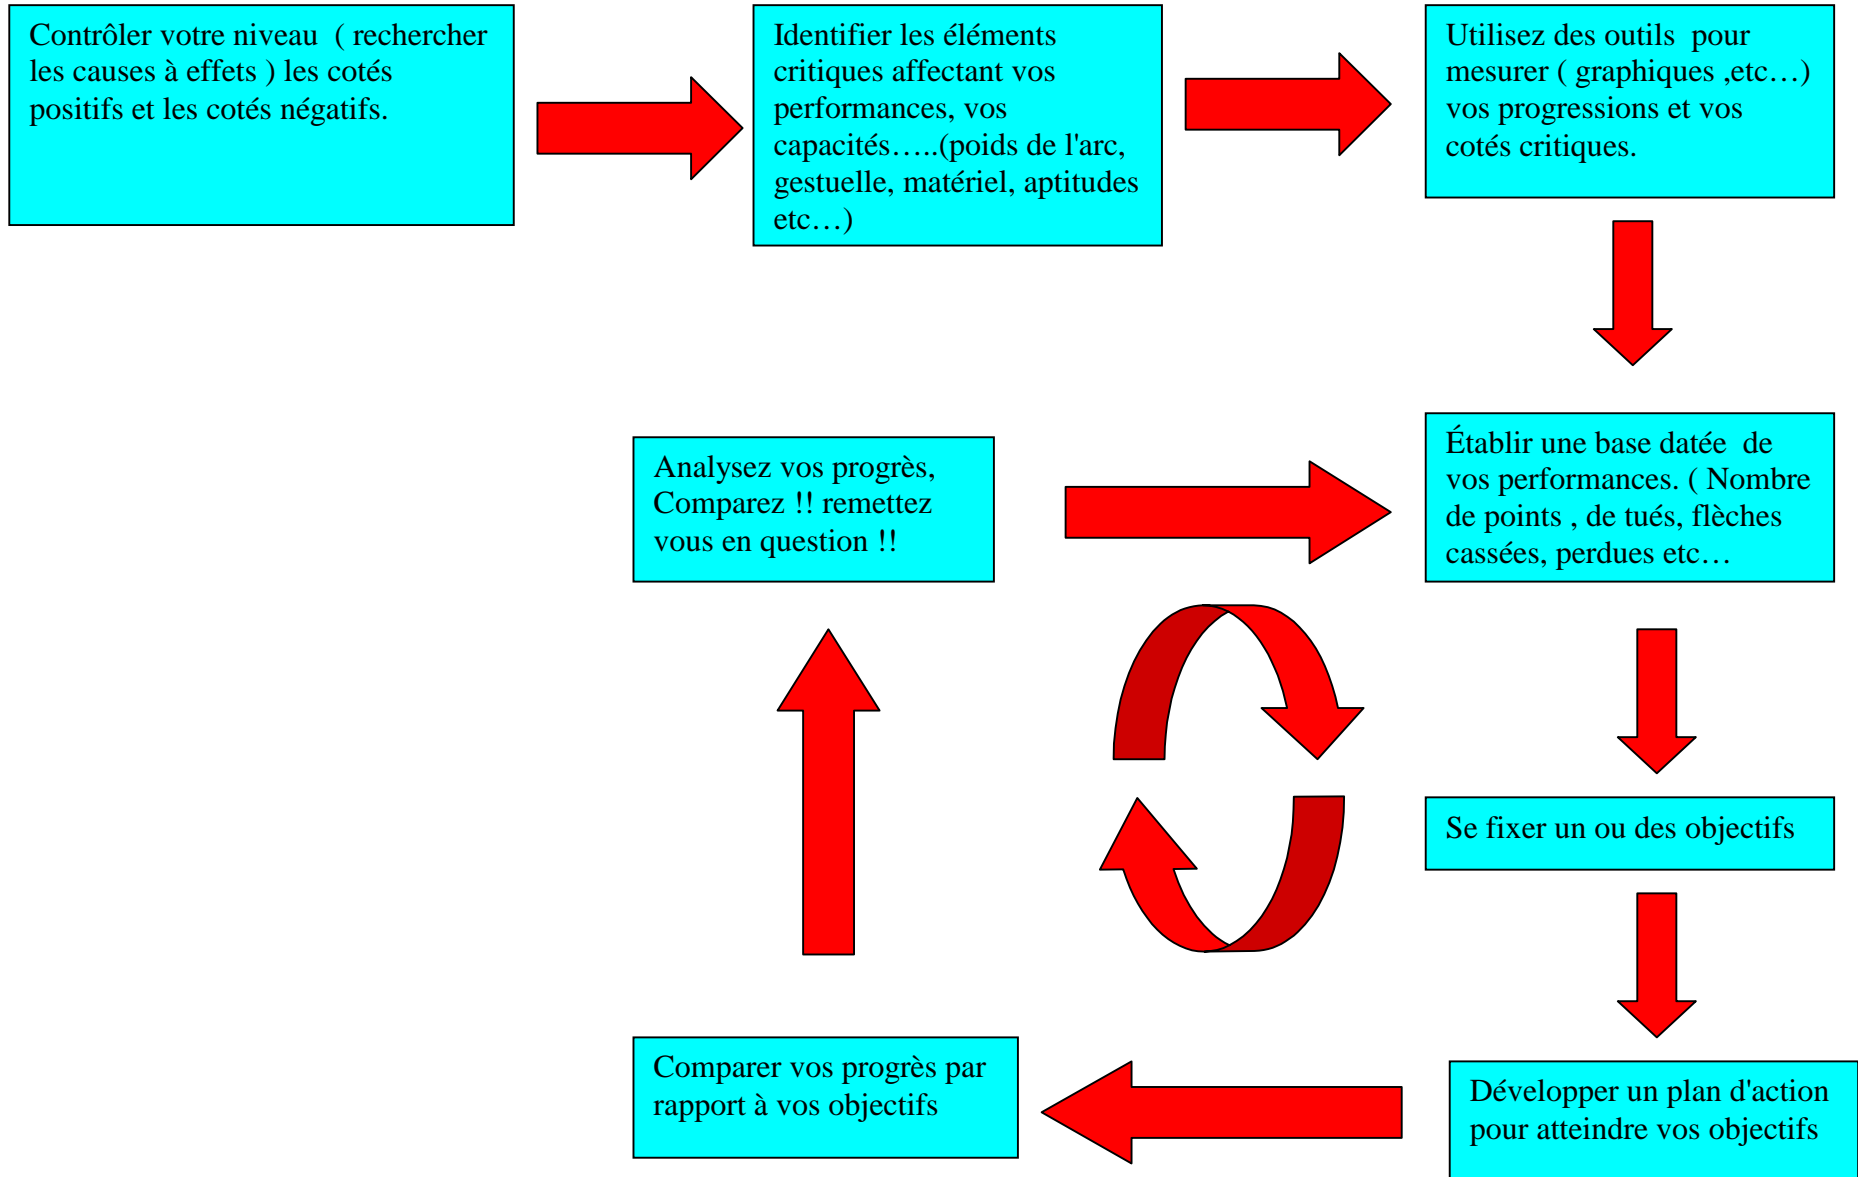 Contrôler votre niveau  ( rechercher
les causes à effets ) les cotés
positifs et les cotés négatifs.
Identifier les éléments
critiques affectant vos
performances, vos
capacités…..(poids de l'arc,
gestuelle, matériel, aptitudes
etc…)
Utilisez des outils  pour
mesurer ( graphiques ,etc…)
vos progressions et vos
cotés critiques.
Établir une base datée  de
vos performances. ( Nombre
de points , de tués, flèches
cassées, perdues etc…
Se fixer un ou des objectifs
Développer un plan d'action
pour atteindre vos objectifs
Comparer vos progrès par
rapport à vos objectifs
Analysez vos progrès,
Comparez !! remettez
vous en question !!